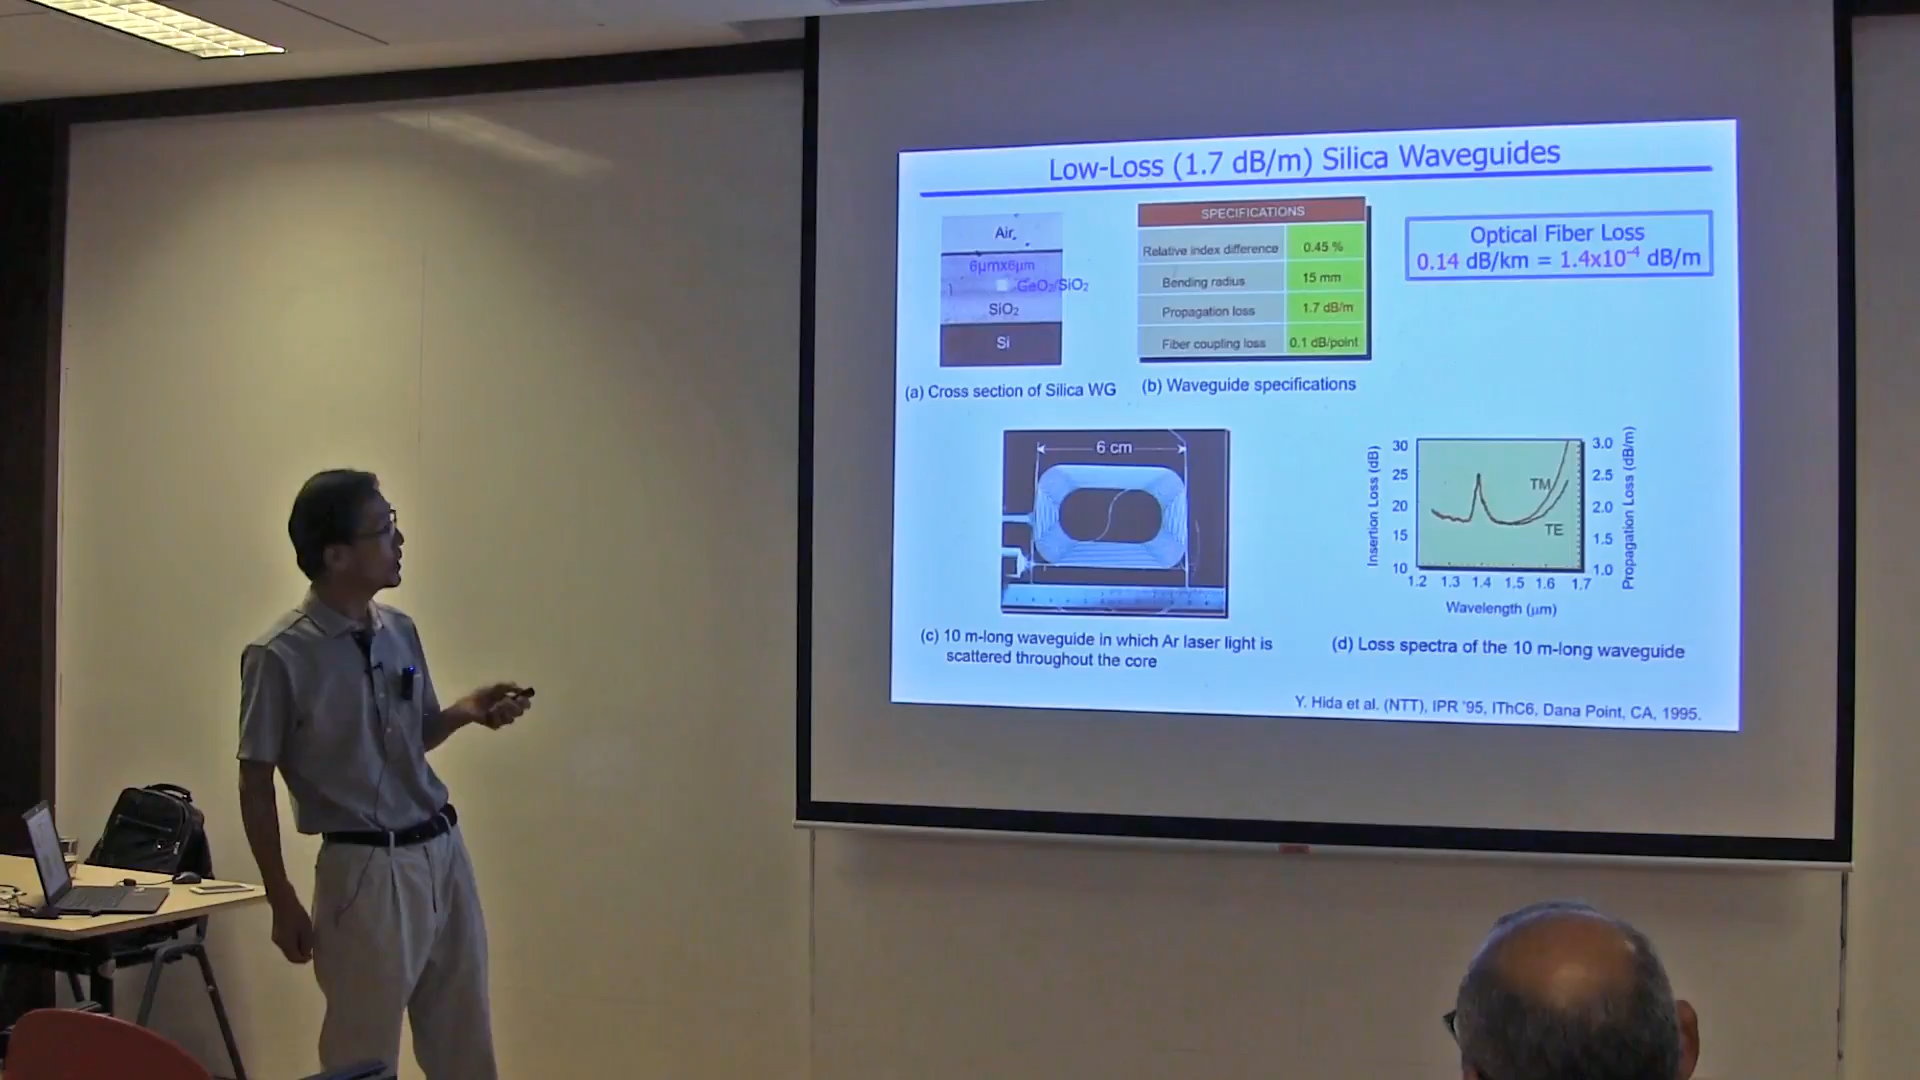 Low-Loss (1.7 dB/m) Silica Waveguides
Air
6μmx6μm
GeO₂/SiO₂
SiO₂
Si
(a) Cross section of Silica WG
SPECIFICATIONS
Relative index difference 0.45 %
Bending radius 15 mm
Propagation loss 1.7 dB/m
Fiber coupling loss 0.1 dB/point
(b) Waveguide specifications
Optical Fiber Loss
0.14 dB/km = 1.4x10⁻⁴ dB/m
6 cm
(c) 10 m-long waveguide in which Ar laser light is
scattered throughout the core
Insertion Loss (dB)
30
25
20
15
10
TM
TE
3.0
2.5
2.0
1.5
1.0
Propagation Loss (dB/m)
1.2 1.3 1.4 1.5 1.6 1.7
Wavelength (μm)
(d) Loss spectra of the 10 m-long waveguide
Y. Hida et al. (NTT), IPR '95, IThC6, Dana Point, CA, 1995.